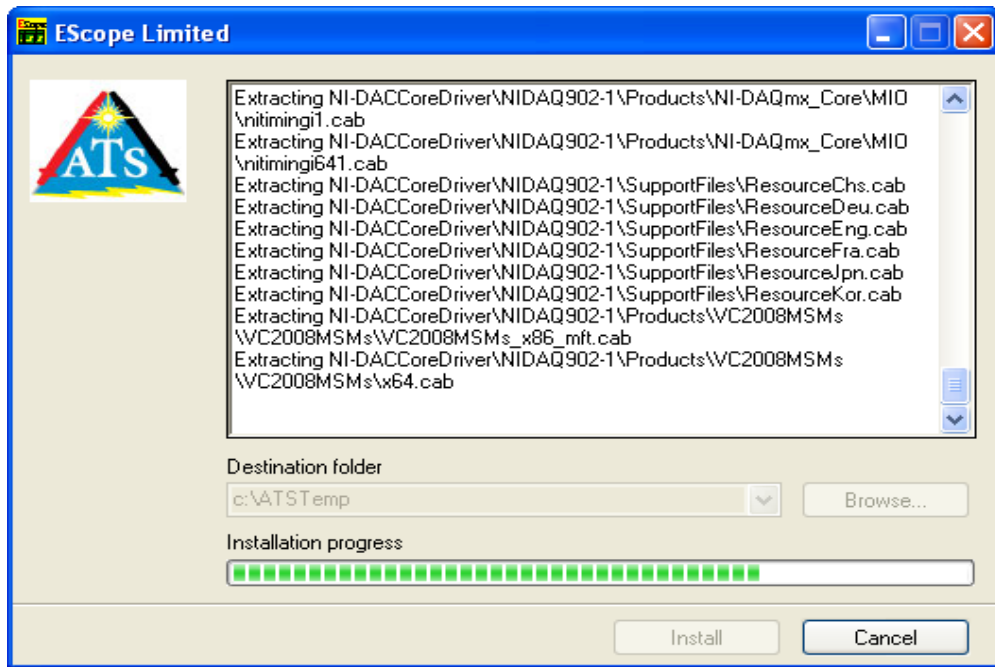 EScope Limited
ATS
Extracting NI-DACCoreDriver\NIDAQ902-1\Products\NI-DAQmx_Core\MIO
\nitimingi1.cab
Extracting NI-DACCoreDriver\NIDAQ902-1\Products\NI-DAQmx_Core\MIO
\nitimingi641.cab
Extracting NI-DACCoreDriver\NIDAQ902-1\SupportFiles\ResourceChs.cab
Extracting NI-DACCoreDriver\NIDAQ902-1\SupportFiles\ResourceDeu.cab
Extracting NI-DACCoreDriver\NIDAQ902-1\SupportFiles\ResourceEng.cab
Extracting NI-DACCoreDriver\NIDAQ902-1\SupportFiles\ResourceFra.cab
Extracting NI-DACCoreDriver\NIDAQ902-1\SupportFiles\ResourceJpn.cab
Extracting NI-DACCoreDriver\NIDAQ902-1\SupportFiles\ResourceKor.cab
Extracting NI-DACCoreDriver\NIDAQ902-1\Products\VC2008MSMs
\VC2008MSMs\VC2008MSMs_x86_mft.cab
Extracting NI-DACCoreDriver\NIDAQ902-1\Products\VC2008MSMs
\VC2008MSMs\x64.cab
Destination folder
c:\ATSTemp
Browse...
Installation progress
Install
Cancel